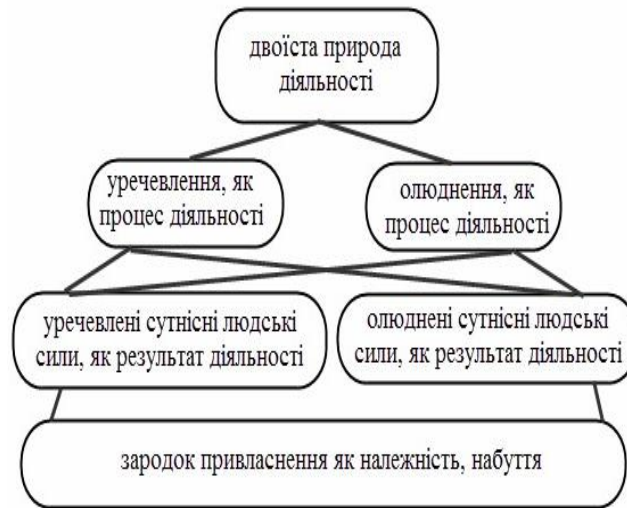 двоїста природа
діяльності
уречевлення, як
процес діяльності
олюднення, як
процес діяльності
уречевлені сутнісні людські
сили, як результат діяльності
олюднені сутнісні людські
сили, як результат діяльності
зародок привласнення як належність, набуття